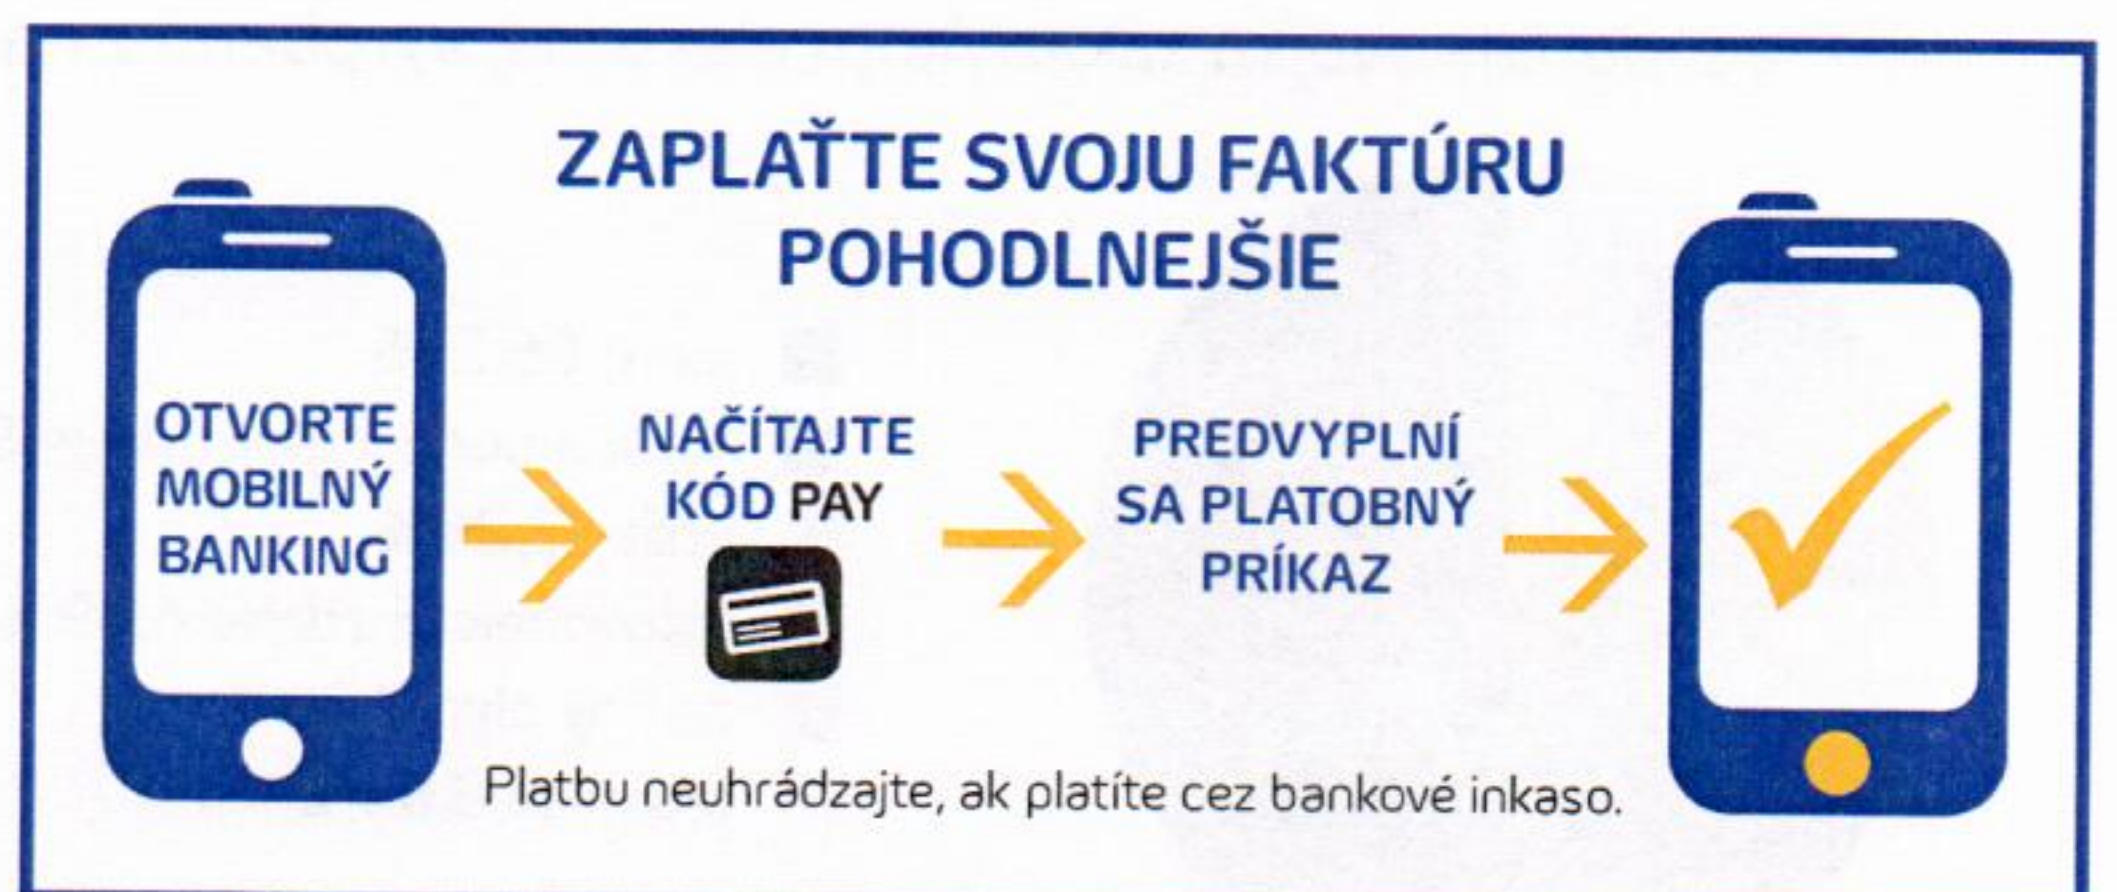 ZAPLAŤTE SVOJU FAKTÚRU
POHODLNEJŠIE
OTVORTE
MOBILNÝ
BANKING
NAČÍTAJTE
KÓD PAY
PREDVYPLNÍ
SA PLATOBNÝ
PRÍKAZ
Platbu neuhrádzajte, ak platíte cez bankové inkaso.